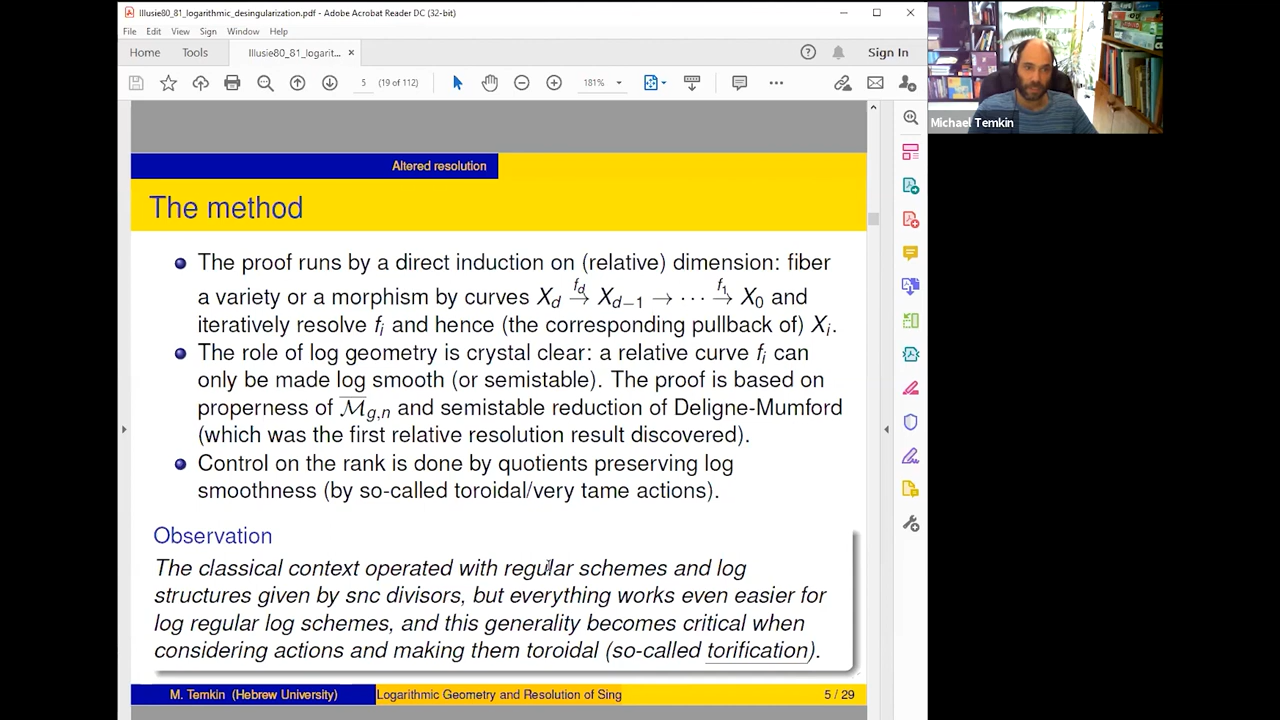 Illusie80_81_logarithmic_desingularization.pdf - Adobe Acrobat Reader DC (32-bit)
File Edit View Sign Window Help
Home Tools Illusie80_81_logarit... × Sign In
5 (19 of 112) 181%
Michael Temkin
Altered resolution
The method
The proof runs by a direct induction on (relative) dimension: fiber
a variety or a morphism by curves X_d →^{f_d} X_{d−1} → ⋯ →^{f_1} X_0 and
iteratively resolve f_i and hence (the corresponding pullback of) X_i.
The role of log geometry is crystal clear: a relative curve f_i can
only be made log smooth (or semistable). The proof is based on
properness of \overline{M}_{g,n} and semistable reduction of Deligne-Mumford
(which was the first relative resolution result discovered).
Control on the rank is done by quotients preserving log
smoothness (by so-called toroidal/very tame actions).
Observation
The classical context operated with regular schemes and log
structures given by snc divisors, but everything works even easier for
log regular log schemes, and this generality becomes critical when
considering actions and making them toroidal (so-called torification).
M. Temkin (Hebrew University) Logarithmic Geometry and Resolution of Sing 5 / 29